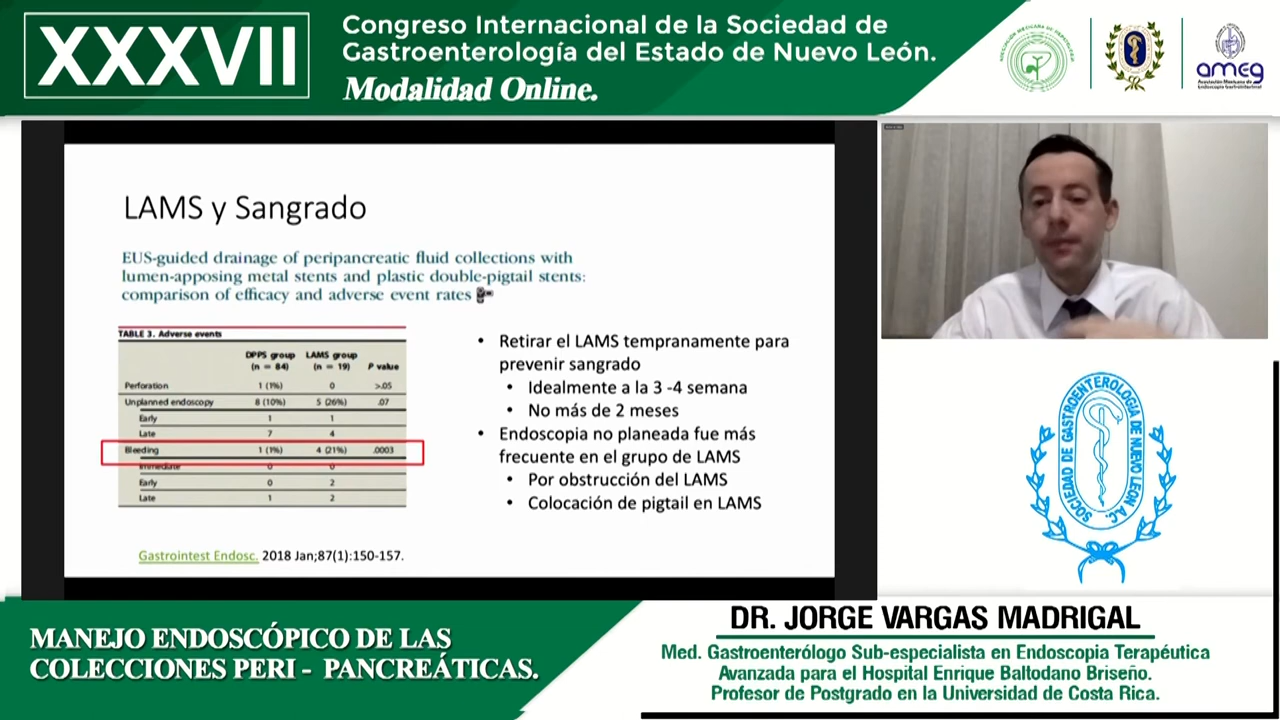 XXXVII
Congreso Internacional de la Sociedad de
Gastroenterología del Estado de Nuevo León.
Modalidad Online.
ameg
LAMS y Sangrado
EUS-guided drainage of peripancreatic fluid collections with
lumen-apposing metal stents and plastic double-pigtail stents:
comparison of efficacy and adverse event rates
TABLE 3. Adverse events
DPPS group (n = 84) LAMS group (n = 19) P value
Perforation 1 (1%) 0 >.05
Unplanned endoscopy 8 (10%) 5 (26%) .07
Early 1 1
Late 7 4
Bleeding 1 (1%) 4 (21%) .0003
Immediate 0 0
Early 0 2
Late 1 2
• Retirar el LAMS tempranamente para
prevenir sangrado
• Idealmente a la 3 -4 semana
• No más de 2 meses
• Endoscopia no planeada fue más
frecuente en el grupo de LAMS
• Por obstrucción del LAMS
• Colocación de pigtail en LAMS
Gastrointest Endosc. 2018 Jan;87(1):150-157.
SOCIEDAD DE GASTROENTEROLOGIA DE NUEVO LEON A.C.
MANEJO ENDOSCÓPICO DE LAS
COLECCIONES PERI - PANCREÁTICAS.
DR. JORGE VARGAS MADRIGAL
Med. Gastroenterólogo Sub-especialista en Endoscopia Terapéutica
Avanzada para el Hospital Enrique Baltodano Briseño.
Profesor de Postgrado en la Universidad de Costa Rica.